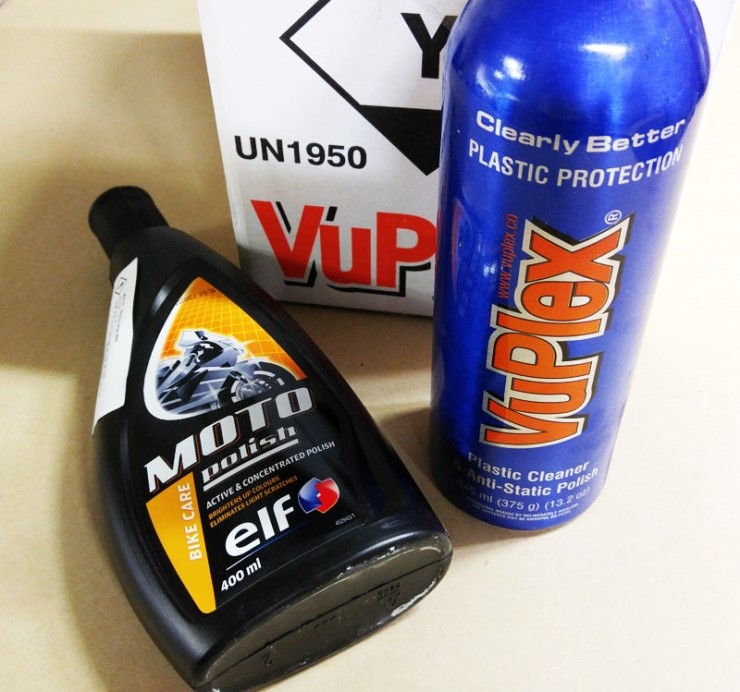 Y
UN1950
VuP
Clearly Better
PLASTIC PROTECTION
www.vuplex.co
VuPlex®
Plastic Cleaner
& Anti-Static Polish
ml (375 g) (13.2 oz)
MOTO
polish
ACTIVE & CONCENTRATED POLISH
BRIGHTENS UP COLOURS
ELIMINATES LIGHT SCRATCHES
BIKE CARE
elf
400 ml